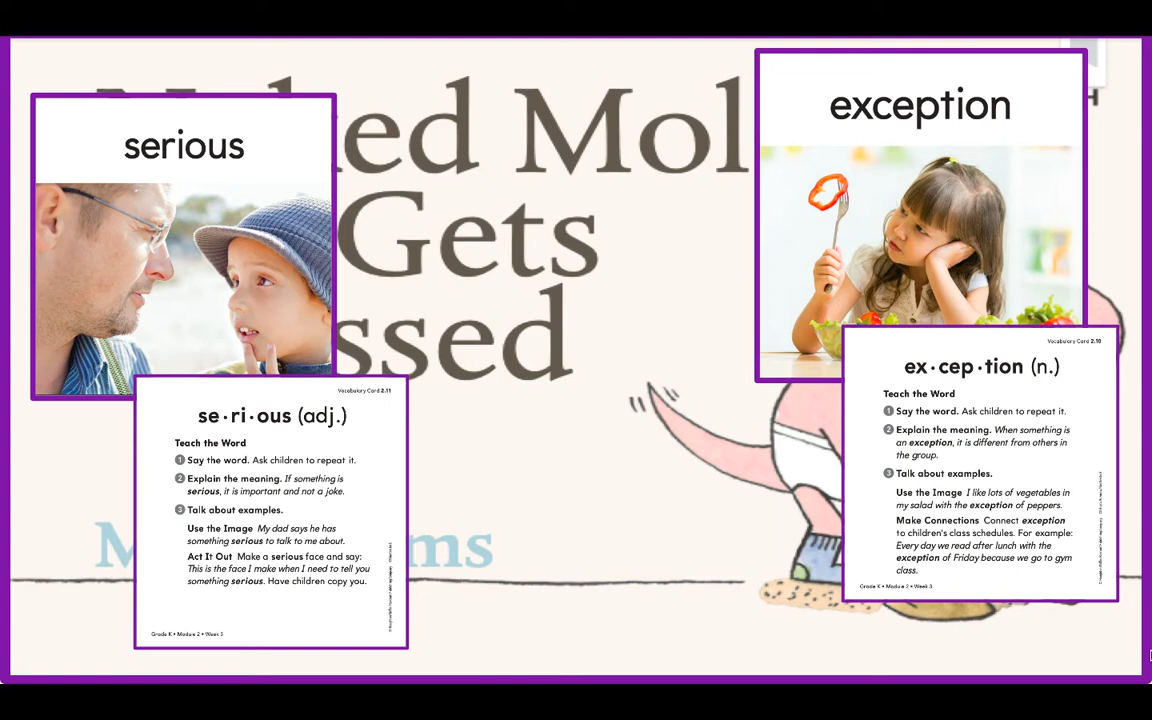 ked Mol
Gets
ssed
M ms
serious
se·ri·ous (adj.)
Vocabulary Card 2.11
Teach the Word
1 Say the word. Ask children to repeat it.
2 Explain the meaning. If something is
serious, it is important and not a joke.
3 Talk about examples.
Use the Image My dad says he has
something serious to talk to me about.
Act It Out Make a serious face and say:
This is the face I make when I need to tell you
something serious. Have children copy you.
Grade K • Module 2 • Week 3
exception
Vocabulary Card 2.10
ex·cep·tion (n.)
Teach the Word
1 Say the word. Ask children to repeat it.
2 Explain the meaning. When something is
an exception, it is different from others in
the group.
3 Talk about examples.
Use the Image I like lots of vegetables in
my salad with the exception of peppers.
Make Connections Connect exception
to children's class schedules. For example:
Every day we read after lunch with the
exception of Friday because we go to gym
class.
Grade K • Module 2 • Week 3